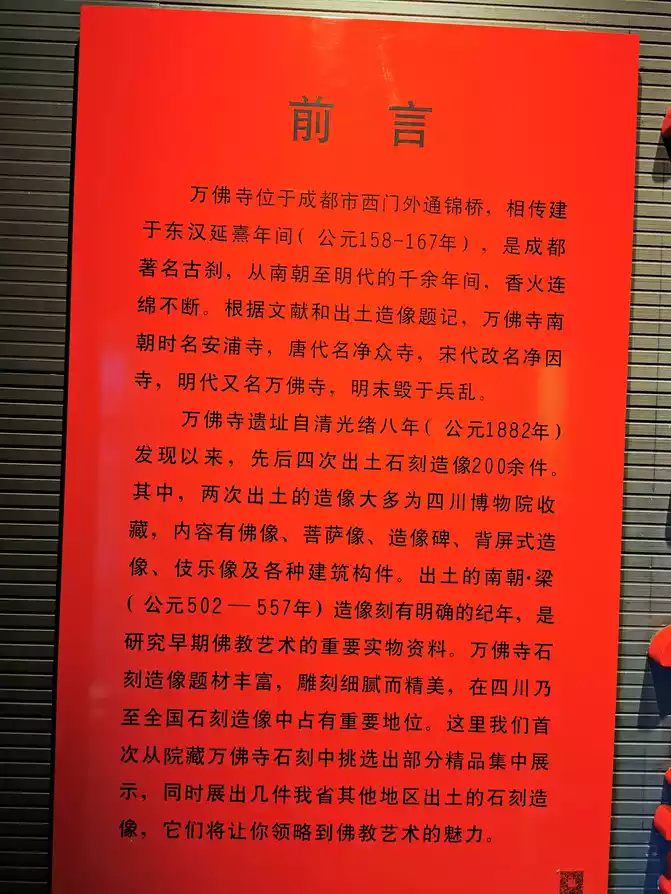 前 言
万佛寺位于成都市西门外通锦桥，相传建
于东汉延熹年间( 公元158-167年)，是成都
著名古刹，从南朝至明代的千余年间，香火连
绵不断。根据文献和出土造像题记，万佛寺南
朝时名安浦寺，唐代名净众寺，宋代改名净因
寺，明代又名万佛寺，明末毁于兵乱。
万佛寺遗址自清光绪八年( 公元1882年)
发现以来，先后四次出土石刻造像200余件。
其中，两次出土的造像大多为四川博物院收
藏，内容有佛像、菩萨像、造像碑、背屏式造
像、伎乐像及各种建筑构件。出土的南朝·梁
(公元502 — 557年) 造像刻有明确的纪年，是
研究早期佛教艺术的重要实物资料。万佛寺石
刻造像题材丰富，雕刻细腻而精美，在四川乃
至全国石刻造像中占有重要地位。这里我们首
次从院藏万佛寺石刻中挑选出部分精品集中展
示，同时展出几件我省其他地区出土的石刻造
像，它们将让你领略到佛教艺术的魅力。